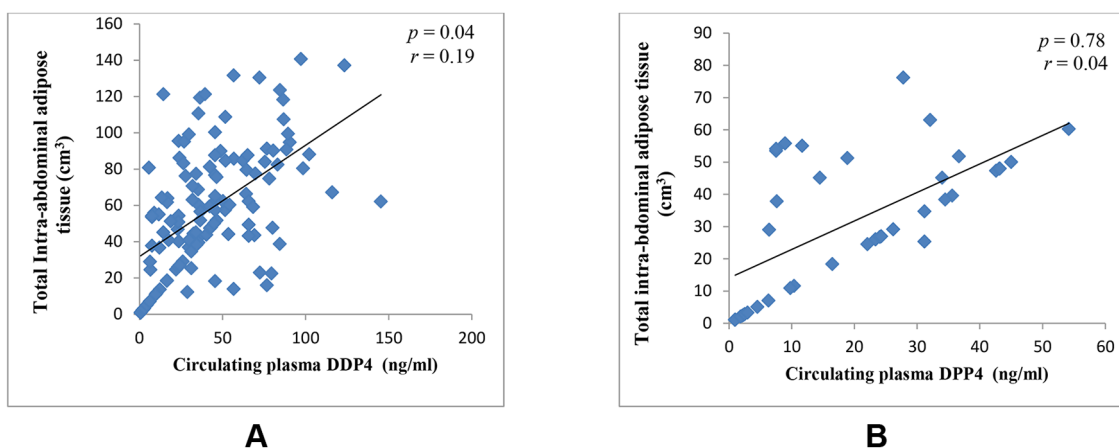 160
140
120
100
80
60
40
20
0
0
50
100
150
200
Total Intra-abdominal adipose
tissue (cm³)
Circulating plasma DDP4 (ng/ml)
p = 0.04
r = 0.19
A
90
80
70
60
50
40
30
20
10
0
0
10
20
30
40
50
60
Total intra-bdominal adipose tissue
(cm³)
Circulating plasma DPP4 (ng/ml)
p = 0.78
r = 0.04
B